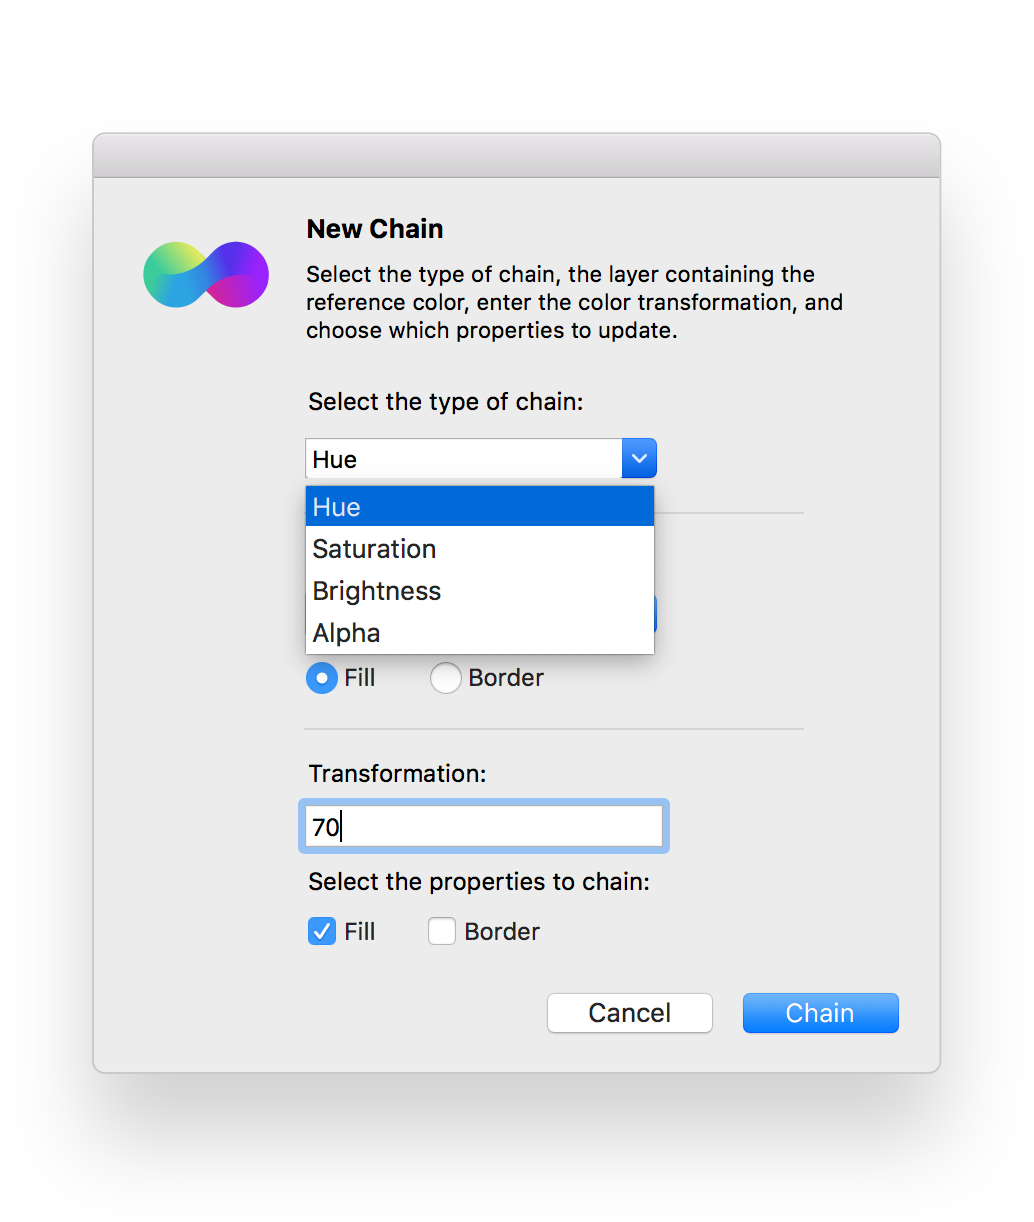 New Chain
Select the type of chain, the layer containing the
reference color, enter the color transformation, and
choose which properties to update.
Select the type of chain:
Hue
Hue
Saturation
Brightness
Alpha
Fill Border
Transformation:
70
Select the properties to chain:
Fill Border
Cancel Chain